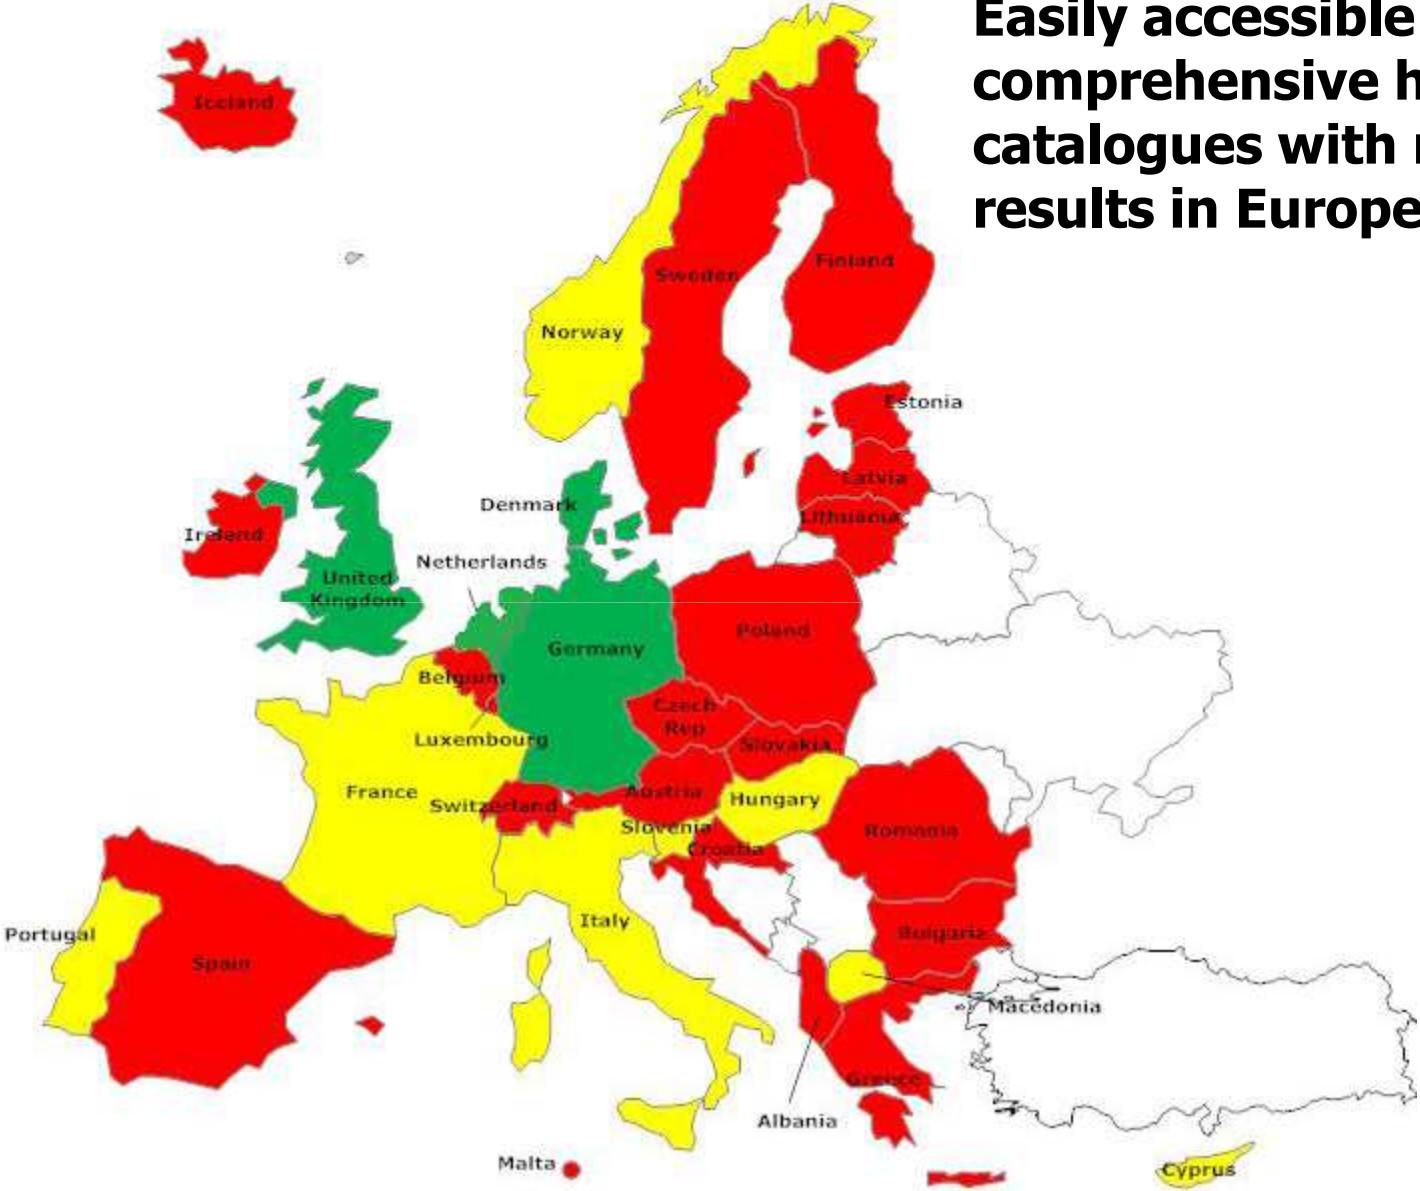 Easily accessible
comprehensive h
catalogues with
results in Europe
Iceland
Finland
Sweden
Norway
Estonia
Latvia
Denmark
Lithuania
Ireland
Netherlands
United
Kingdom
Poland
Germany
Belgium
Czech
Rep
Luxembourg
Slovakia
France
Switzerland
Austria
Hungary
Slovenia
Romania
Croatia
Italy
Portugal
Bulgaria
Spain
Macedonia
Greece
Albania
Malta
Cyprus